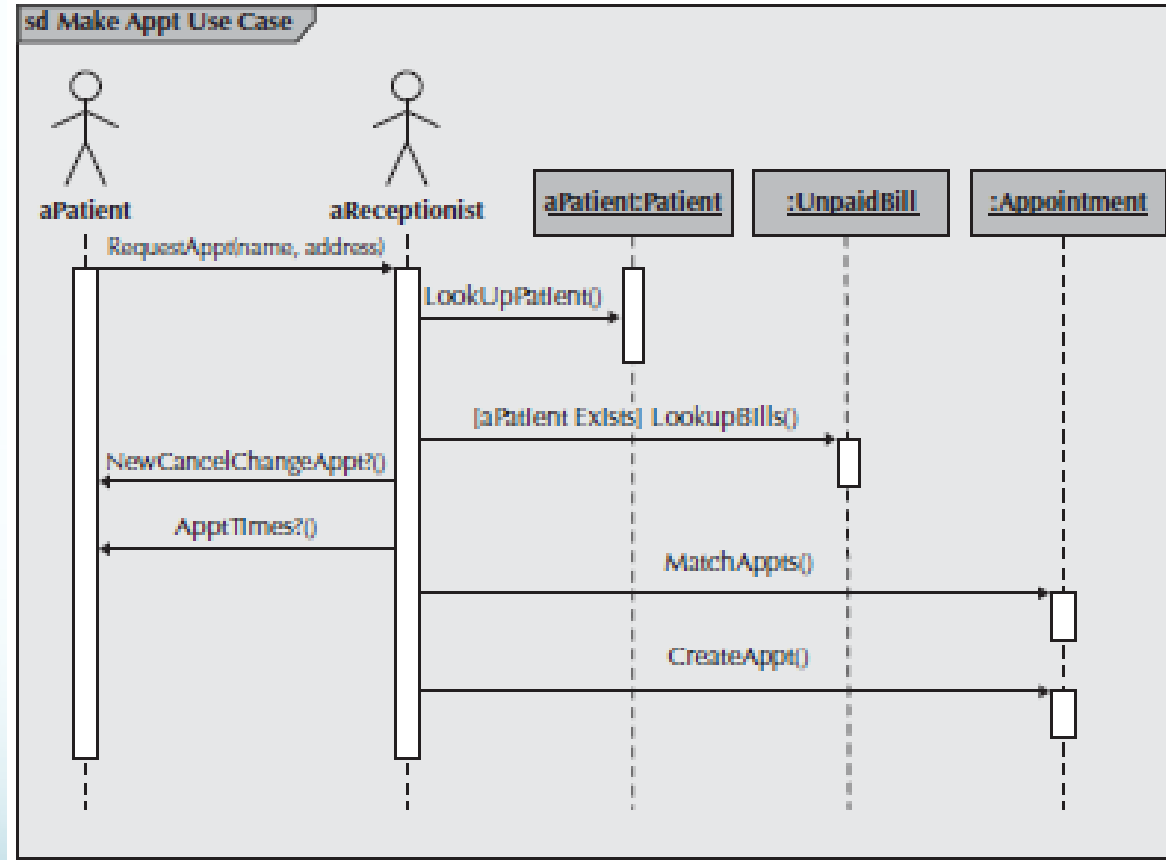 sd Make Appt Use Case
aPatient
aReceptionist
aPatient:Patient
:UnpaidBill
:Appointment
RequestAppt(name, address)
LookUpPatient()
[aPatient Exists] LookupBills()
NewCancelChangeAppt?()
ApptTimes?()
MatchAppts()
CreateAppt()